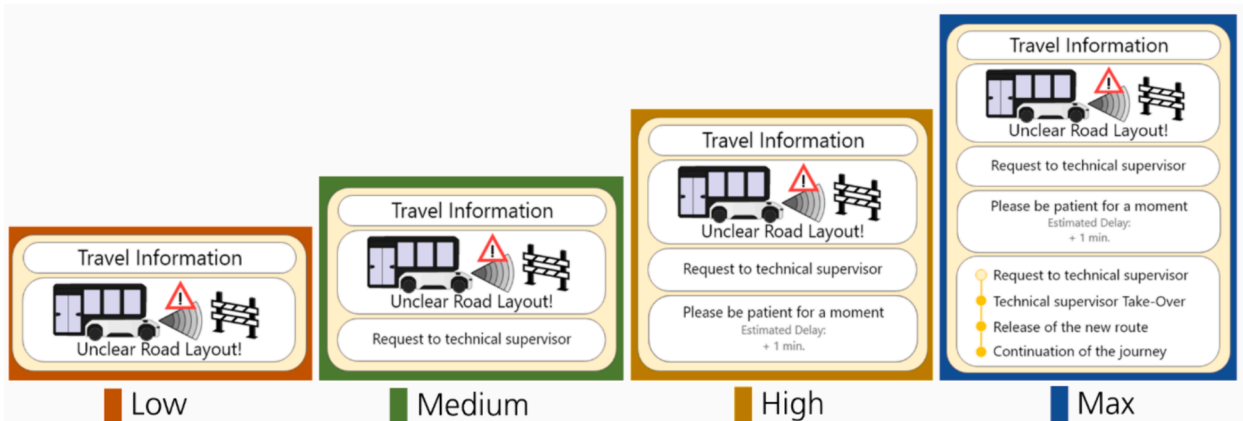 Travel Information
Unclear Road Layout!
Low
Travel Information
Unclear Road Layout!
Request to technical supervisor
Medium
Travel Information
Unclear Road Layout!
Request to technical supervisor
Please be patient for a moment
Estimated Delay:
+ 1 min.
High
Travel Information
Unclear Road Layout!
Request to technical supervisor
Please be patient for a moment
Estimated Delay:
+ 1 min.
Request to technical supervisor
Technical supervisor Take-Over
Release of the new route
Continuation of the journey
Max